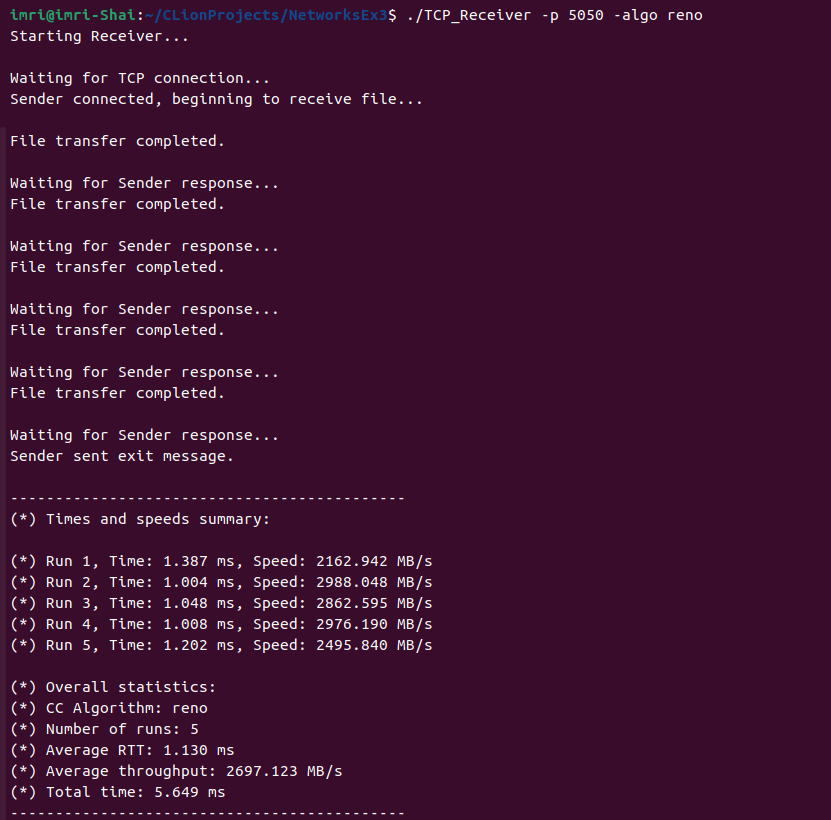 imri@imri-Shai:~/CLionProjects/NetworksEx3$ ./TCP_Receiver -p 5050 -algo reno
Starting Receiver...
Waiting for TCP connection...
Sender connected, beginning to receive file...
File transfer completed.
Waiting for Sender response...
File transfer completed.
Waiting for Sender response...
File transfer completed.
Waiting for Sender response...
File transfer completed.
Waiting for Sender response...
File transfer completed.
Waiting for Sender response...
Sender sent exit message.
--------------------------------------------
(*) Times and speeds summary:
(*) Run 1, Time: 1.387 ms, Speed: 2162.942 MB/s
(*) Run 2, Time: 1.004 ms, Speed: 2988.048 MB/s
(*) Run 3, Time: 1.048 ms, Speed: 2862.595 MB/s
(*) Run 4, Time: 1.008 ms, Speed: 2976.190 MB/s
(*) Run 5, Time: 1.202 ms, Speed: 2495.840 MB/s
(*) Overall statistics:
(*) CC Algorithm: reno
(*) Number of runs: 5
(*) Average RTT: 1.130 ms
(*) Average throughput: 2697.123 MB/s
(*) Total time: 5.649 ms
--------------------------------------------